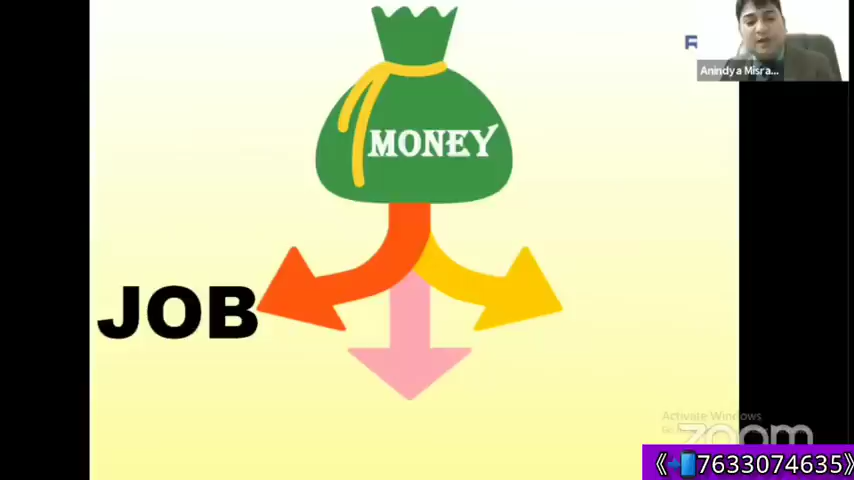 MONEY
Anindya Misra...
JOB
Activate Windows
zoom
《📲7633074635》